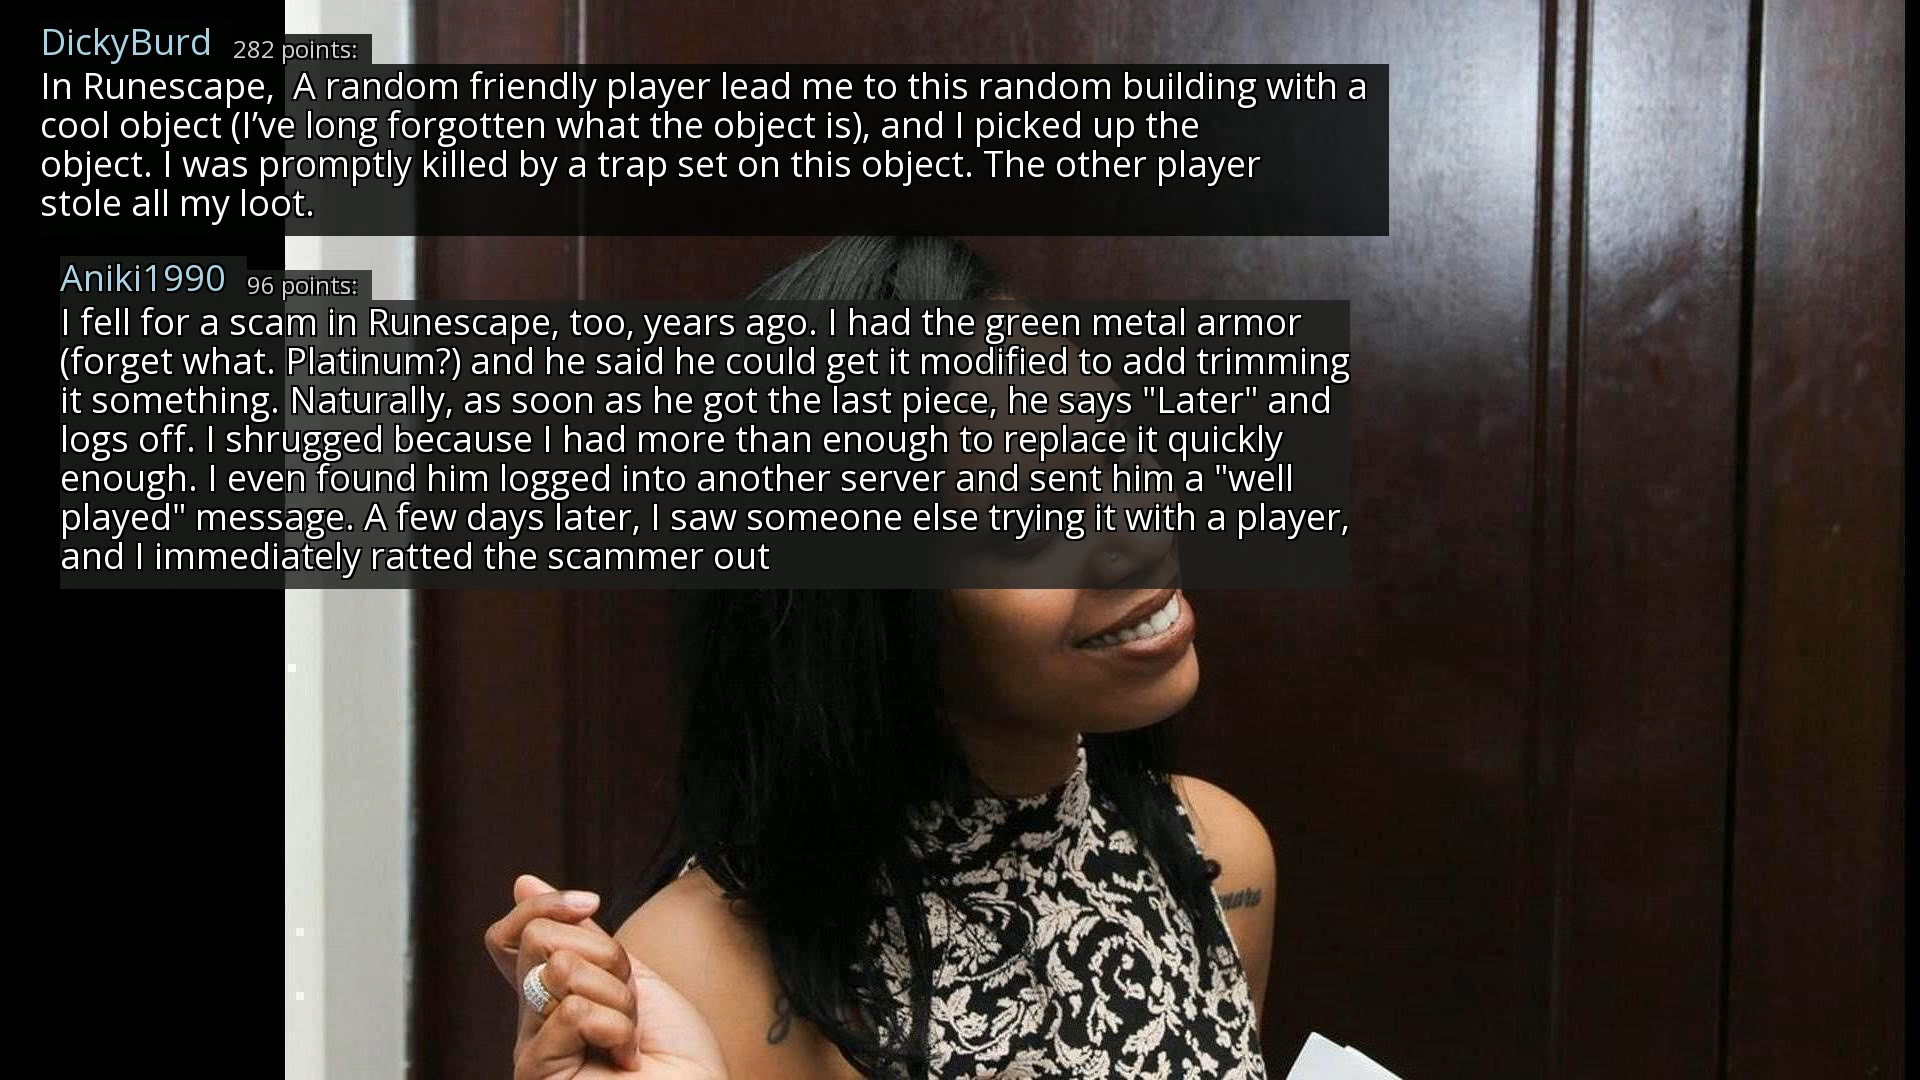 DickyBurd 282 points:
In Runescape, A random friendly player lead me to this random building with a
cool object (I’ve long forgotten what the object is), and I picked up the
object. I was promptly killed by a trap set on this object. The other player
stole all my loot.
Aniki1990 96 points:
I fell for a scam in Runescape, too, years ago. I had the green metal armor
(forget what. Platinum?) and he said he could get it modified to add trimming
it something. Naturally, as soon as he got the last piece, he says "Later" and
logs off. I shrugged because I had more than enough to replace it quickly
enough. I even found him logged into another server and sent him a "well
played" message. A few days later, I saw someone else trying it with a player,
and I immediately ratted the scammer out